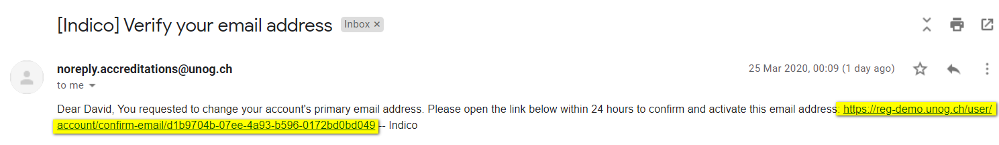 [Indico] Verify your email address Inbox ×
noreply.accreditations@unog.ch 25 Mar 2020, 00:09 (1 day ago)
to me
Dear David, You requested to change your account's primary email address. Please open the link below within 24 hours to confirm and activate this email address: https://reg-demo.unog.ch/user/
account/confirm-email/d1b9704b-07ee-4a93-b596-0172bd0bd049 -- Indico